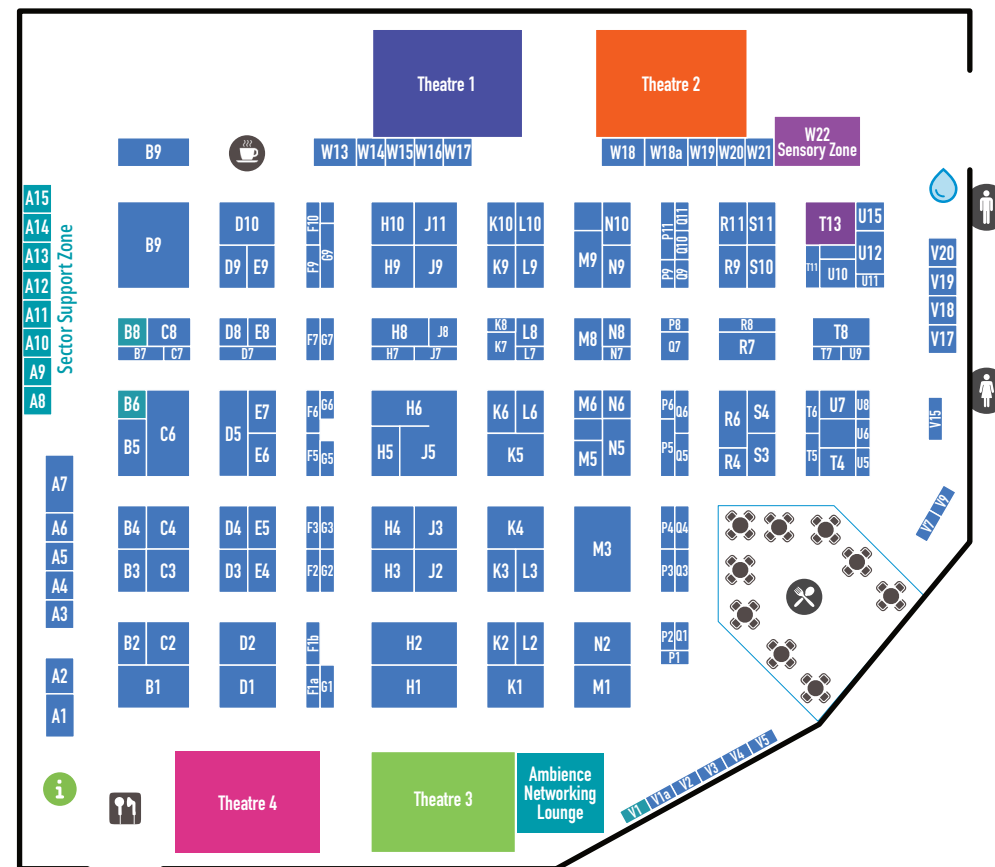 Theatre 1
Theatre 2
W22
Sensory Zone
B9
W13
W14
W15
W16
W17
W18
W18a
W19
W20
W21
A15
A14
A13
A12
A11
A10
A9
A8
Sector Support Zone
B9
D10
D9
E9
F10
F9
G9
H10
J11
H9
J9
K10
L10
K9
L9
M9
N10
N9
P11
Q11
Q10
P9
Q9
R11
S11
R9
S10
T13
U15
U12
T11
U10
U11
V20
V19
V18
V17
B8
C8
B7
C7
D8
E8
D7
F7
G7
H8
J8
H7
J7
K8
K7
L8
L7
M8
N8
N7
P8
Q7
R8
R7
T8
T7
U9
B6
B5
C6
D5
E7
E6
F6
G6
F5
G5
H6
H5
J5
K6
L6
K5
M6
N6
M5
N5
P6
Q6
P5
Q5
R6
S4
R4
S3
T6
U7
U8
U6
T5
T4
U5
V15
A7
A6
A5
A4
A3
B4
C4
B3
C3
D4
E5
D3
E4
F3
G3
F2
G2
H4
J3
H3
J2
K4
K3
L3
M3
P4
Q4
P3
Q3
V7
V9
A2
A1
B2
C2
B1
D2
D1
F1b
F1a
G1
H2
H1
K2
L2
K1
N2
M1
P2
Q1
P1
V1
V1a
V2
V3
V4
V5
i
Theatre 4
Theatre 3
Ambience
Networking
Lounge